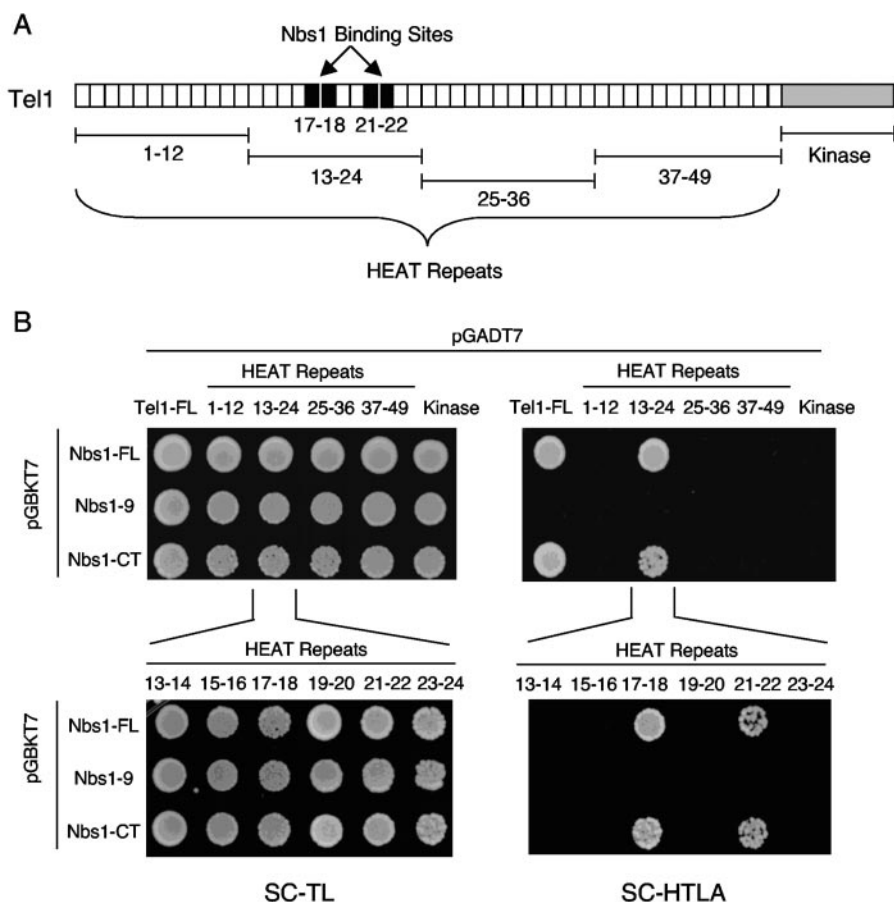 A
Nbs1 Binding Sites
Tel1
17-18 21-22
1-12
13-24
25-36
37-49
Kinase
HEAT Repeats
B
pGADT7
HEAT Repeats
Tel1-FL 1-12 13-24 25-36 37-49 Kinase
HEAT Repeats
Tel1-FL 1-12 13-24 25-36 37-49 Kinase
pGBKT7
Nbs1-FL
Nbs1-9
Nbs1-CT
HEAT Repeats
13-14 15-16 17-18 19-20 21-22 23-24
HEAT Repeats
13-14 15-16 17-18 19-20 21-22 23-24
pGBKT7
Nbs1-FL
Nbs1-9
Nbs1-CT
SC-TL
SC-HTLA